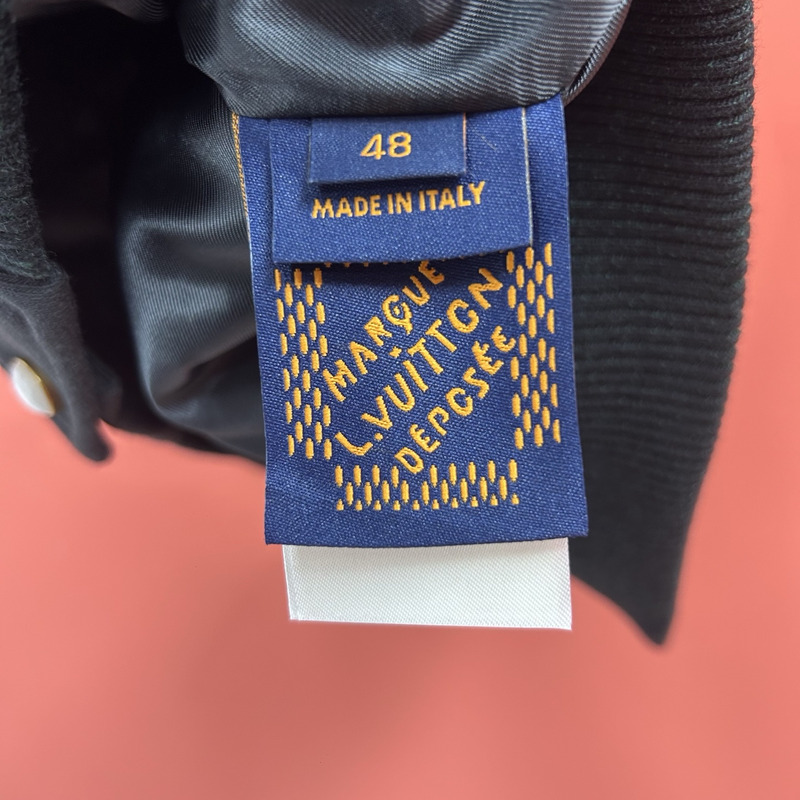 48
MADE IN ITALY
MARQUE
L.VUITTON
DÉPOSÉE